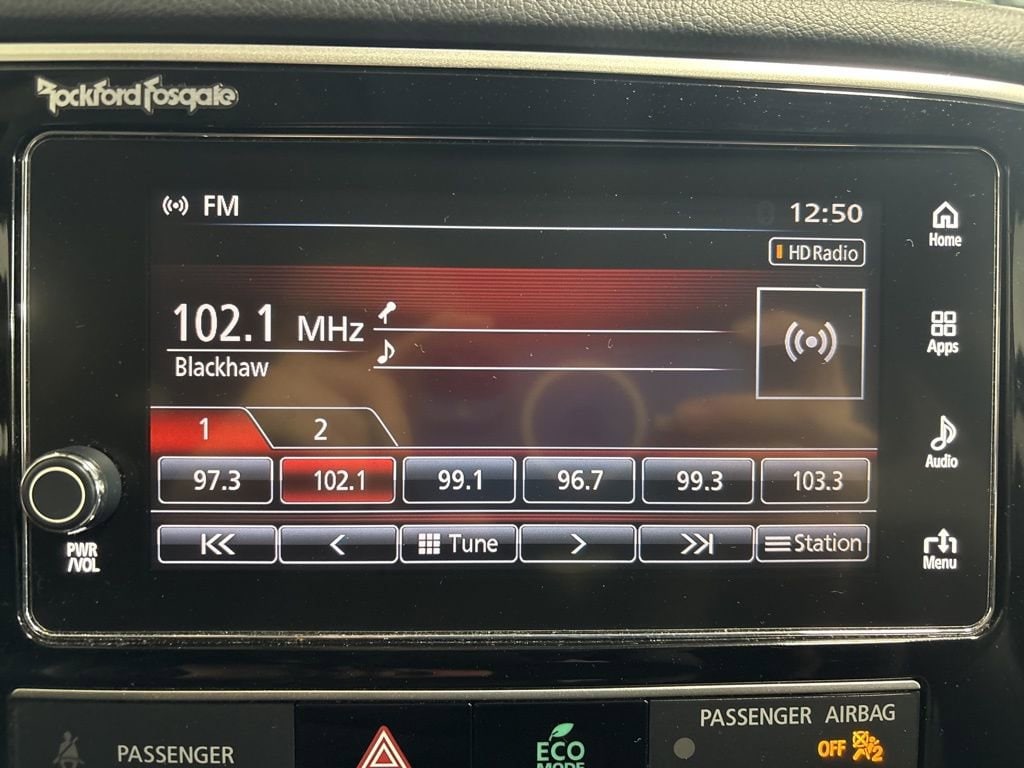 Rockford Fosgate
FM
12:50
HD Radio
102.1 MHz
Blackhaw
1 2
97.3 102.1 99.1 96.7 99.3 103.3
Tune Station
Home
Apps
Audio
Menu
PWR
/VOL
PASSENGER
ECO
MODE
PASSENGER AIRBAG
OFF 2